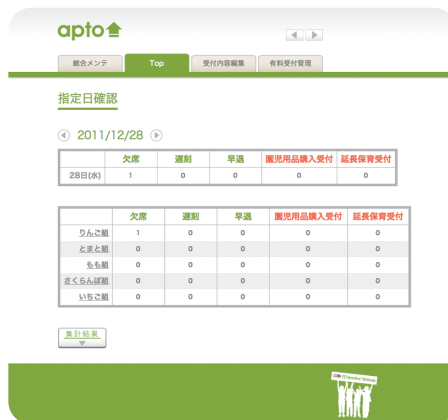 apto
総合メンテ Top 受付内容編集 有料受付管理
指定日確認
2011/12/28
欠席 遅刻 早退 園児用品購入受付 延長保育受付
28日(水) 1 0 0 0 0
欠席 遅刻 早退 園児用品購入受付 延長保育受付
りんご組 1 0 0 0 0
とまと組 0 0 0 0 0
もも組 0 0 0 0 0
さくらんぼ組 0 0 0 0 0
いちご組 0 0 0 0 0
集計結果